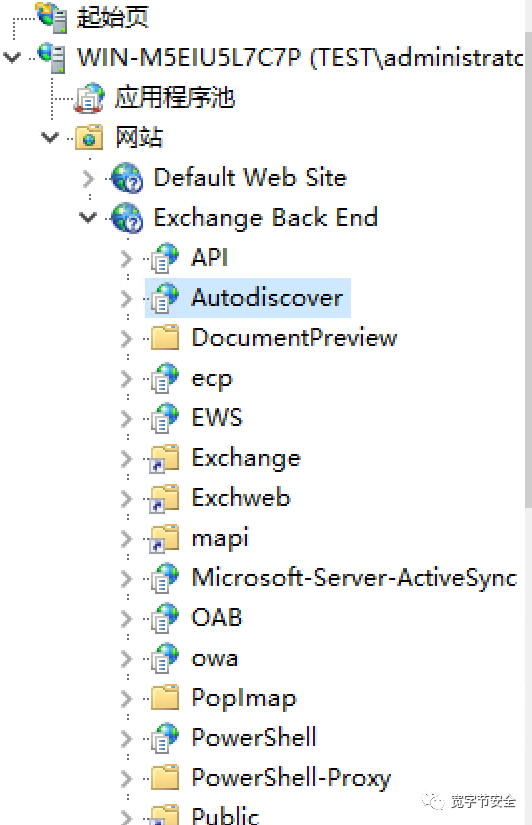 起始页
WIN-M5EIU5L7C7P (TEST\administrato
应用程序池
网站
Default Web Site
Exchange Back End
API
Autodiscover
DocumentPreview
ecp
EWS
Exchange
Exchweb
mapi
Microsoft-Server-ActiveSync
OAB
owa
PopImap
PowerShell
PowerShell-Proxy
宽字节安全
Public